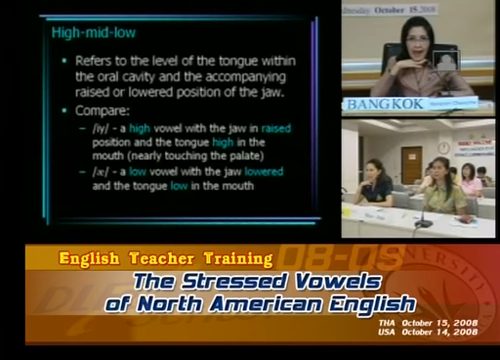 High-mid-low
• Refers to the level of the tongue within
the oral cavity and the accompanying
raised or lowered position of the jaw.
• Compare:
– /iy/ - a high vowel with the jaw in raised
position and the tongue high in the
mouth (nearly touching the palate)
– /æ/ - a low vowel with the jaw lowered
and the tongue low in the mouth
Wednesday October 15, 2008
BANGKOK
English Teacher Training
The Stressed Vowels
of North American English
THA October 15, 2008
USA October 14, 2008